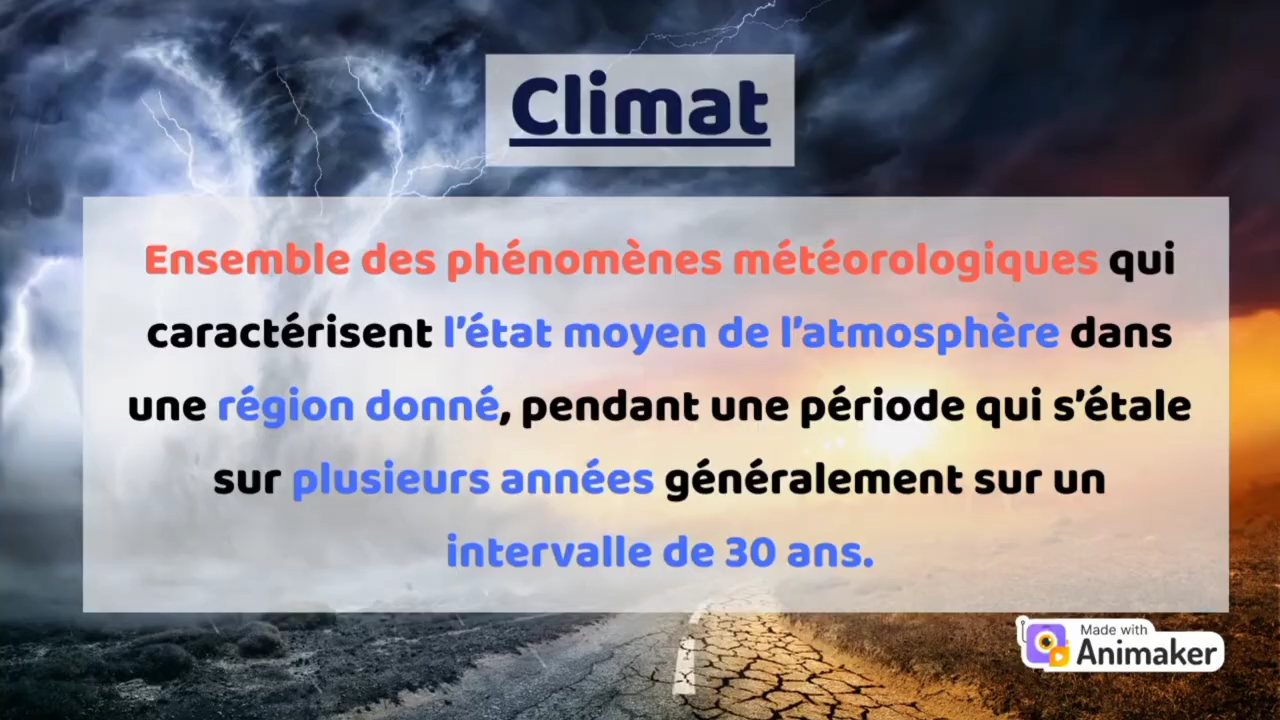 Climat
Ensemble des phénomènes météorologiques qui
caractérisent l’état moyen de l’atmosphère dans
une région donné, pendant une période qui s’étale
sur plusieurs années généralement sur un
intervalle de 30 ans.
Made with
Animaker